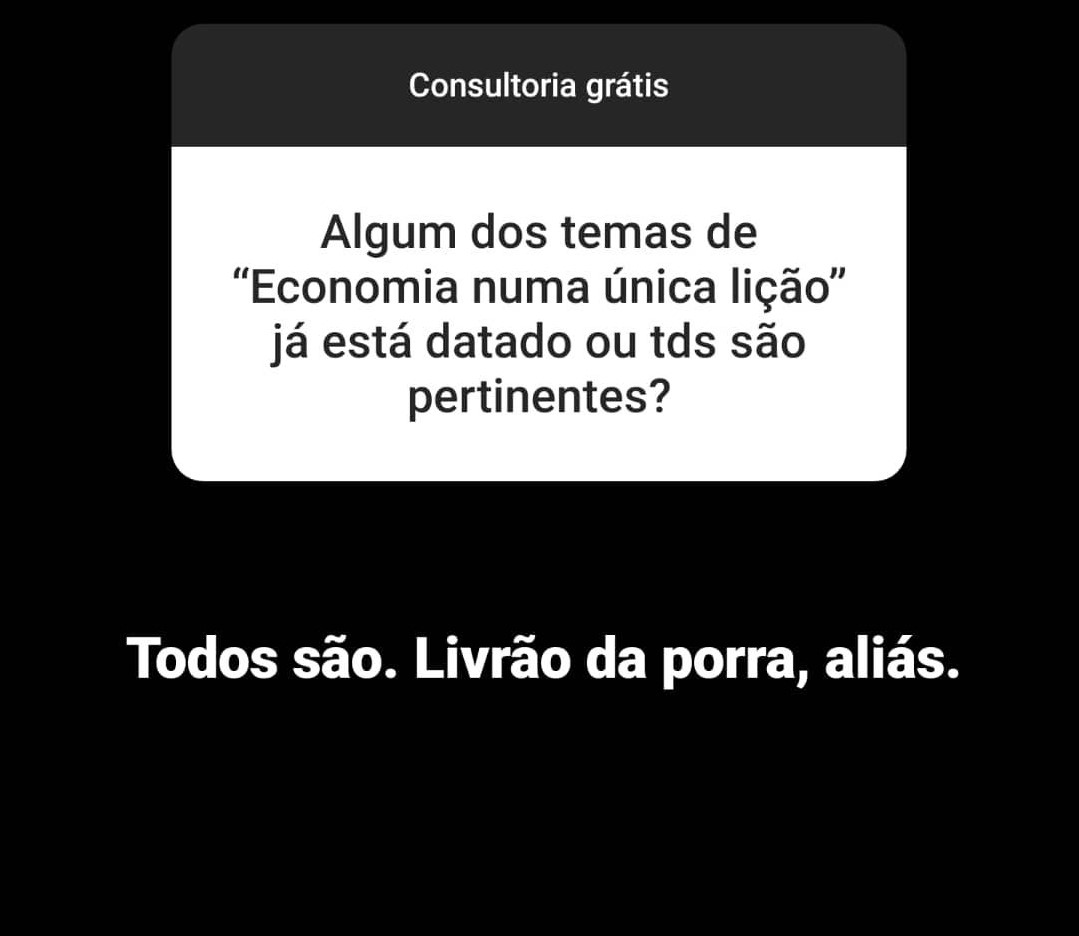 Consultoria grátis
Algum dos temas de
“Economia numa única lição”
já está datado ou tds são
pertinentes?
Todos são. Livrão da porra, aliás.